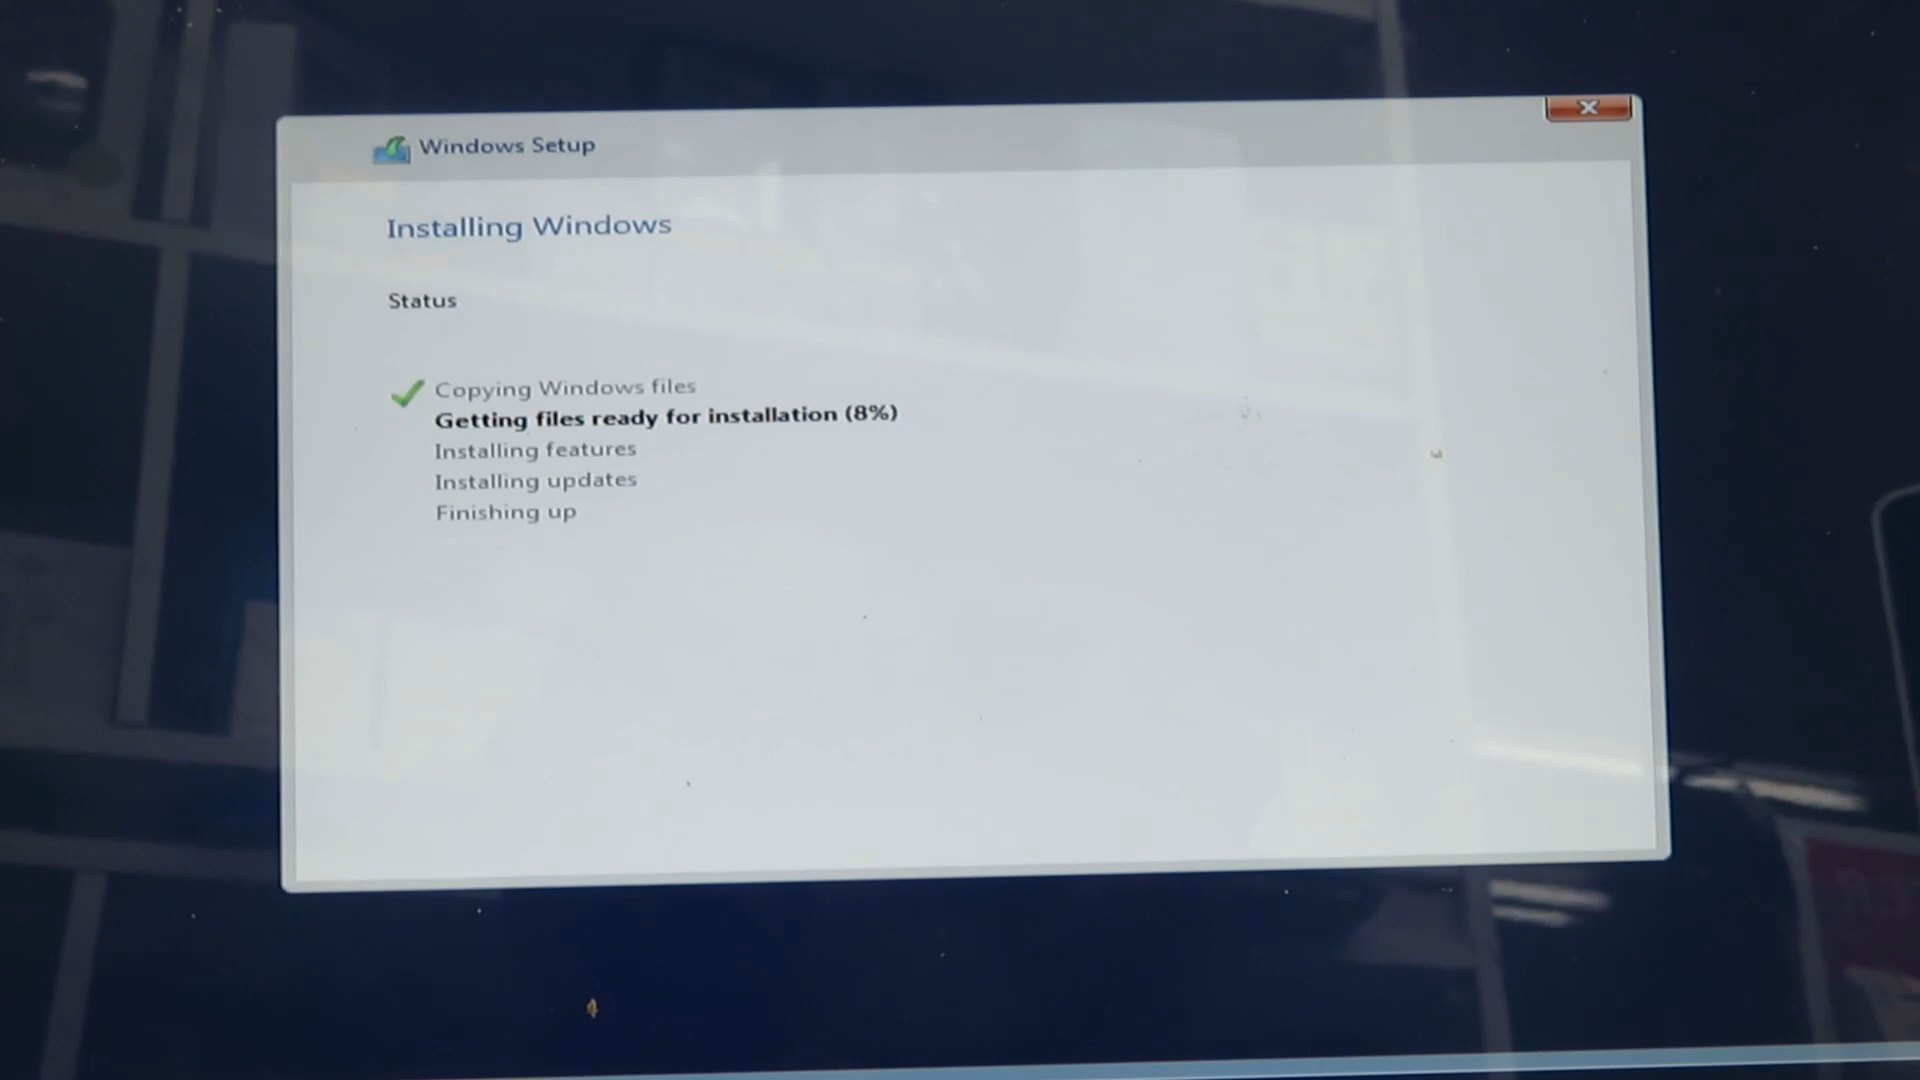 Windows Setup
Installing Windows
Status
Copying Windows files
Getting files ready for installation (8%)
Installing features
Installing updates
Finishing up